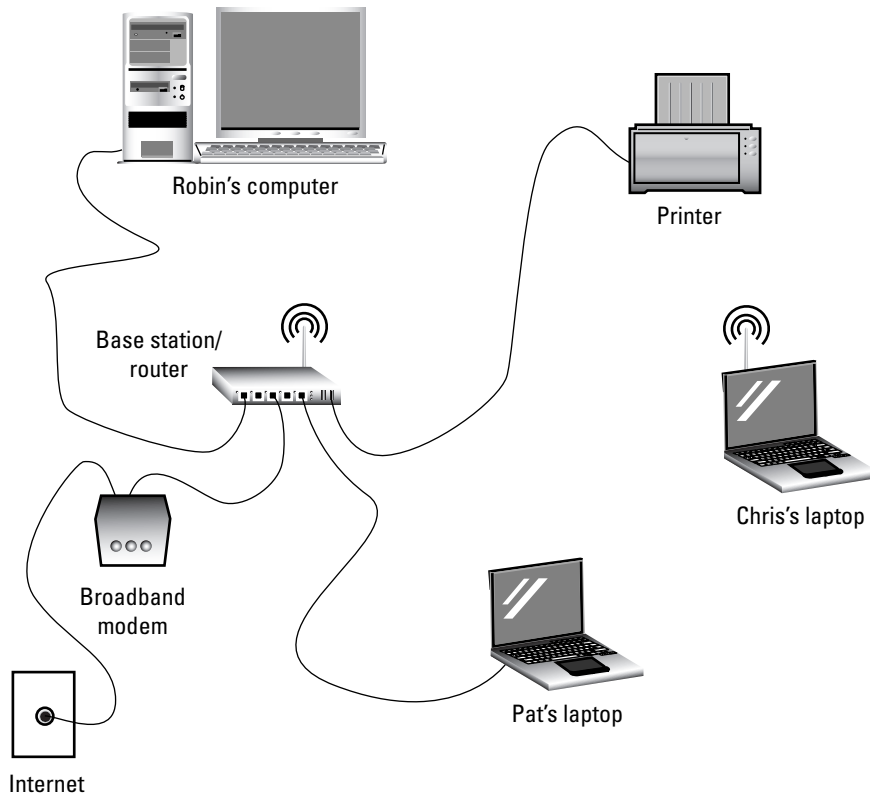 Robin's computer
Printer
Base station/
router
Chris's laptop
Broadband
modem
Pat's laptop
Internet